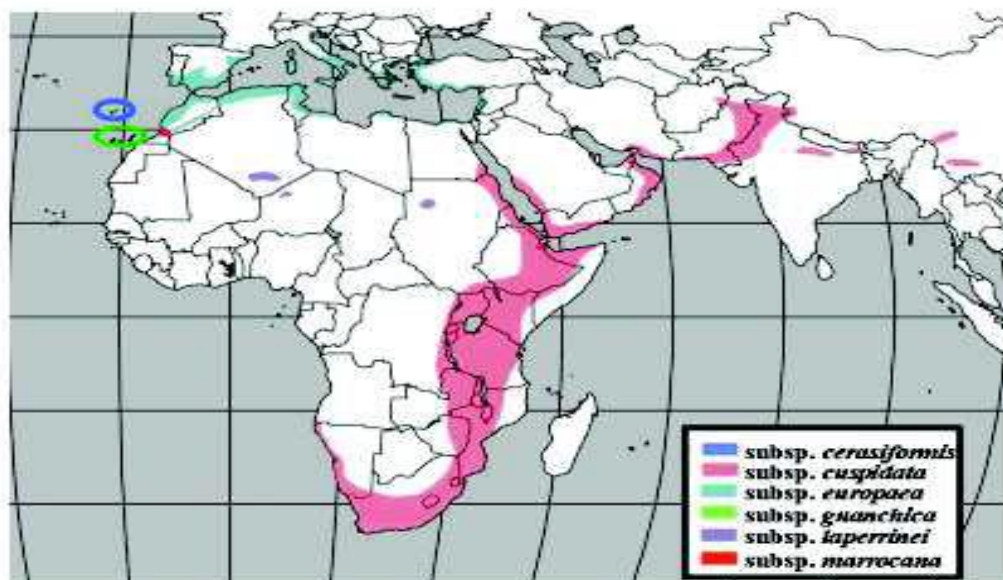 subsp. cerasiformis
subsp. cuspidata
subsp. europaea
subsp. guanchica
subsp. laperrinei
subsp. marrocana